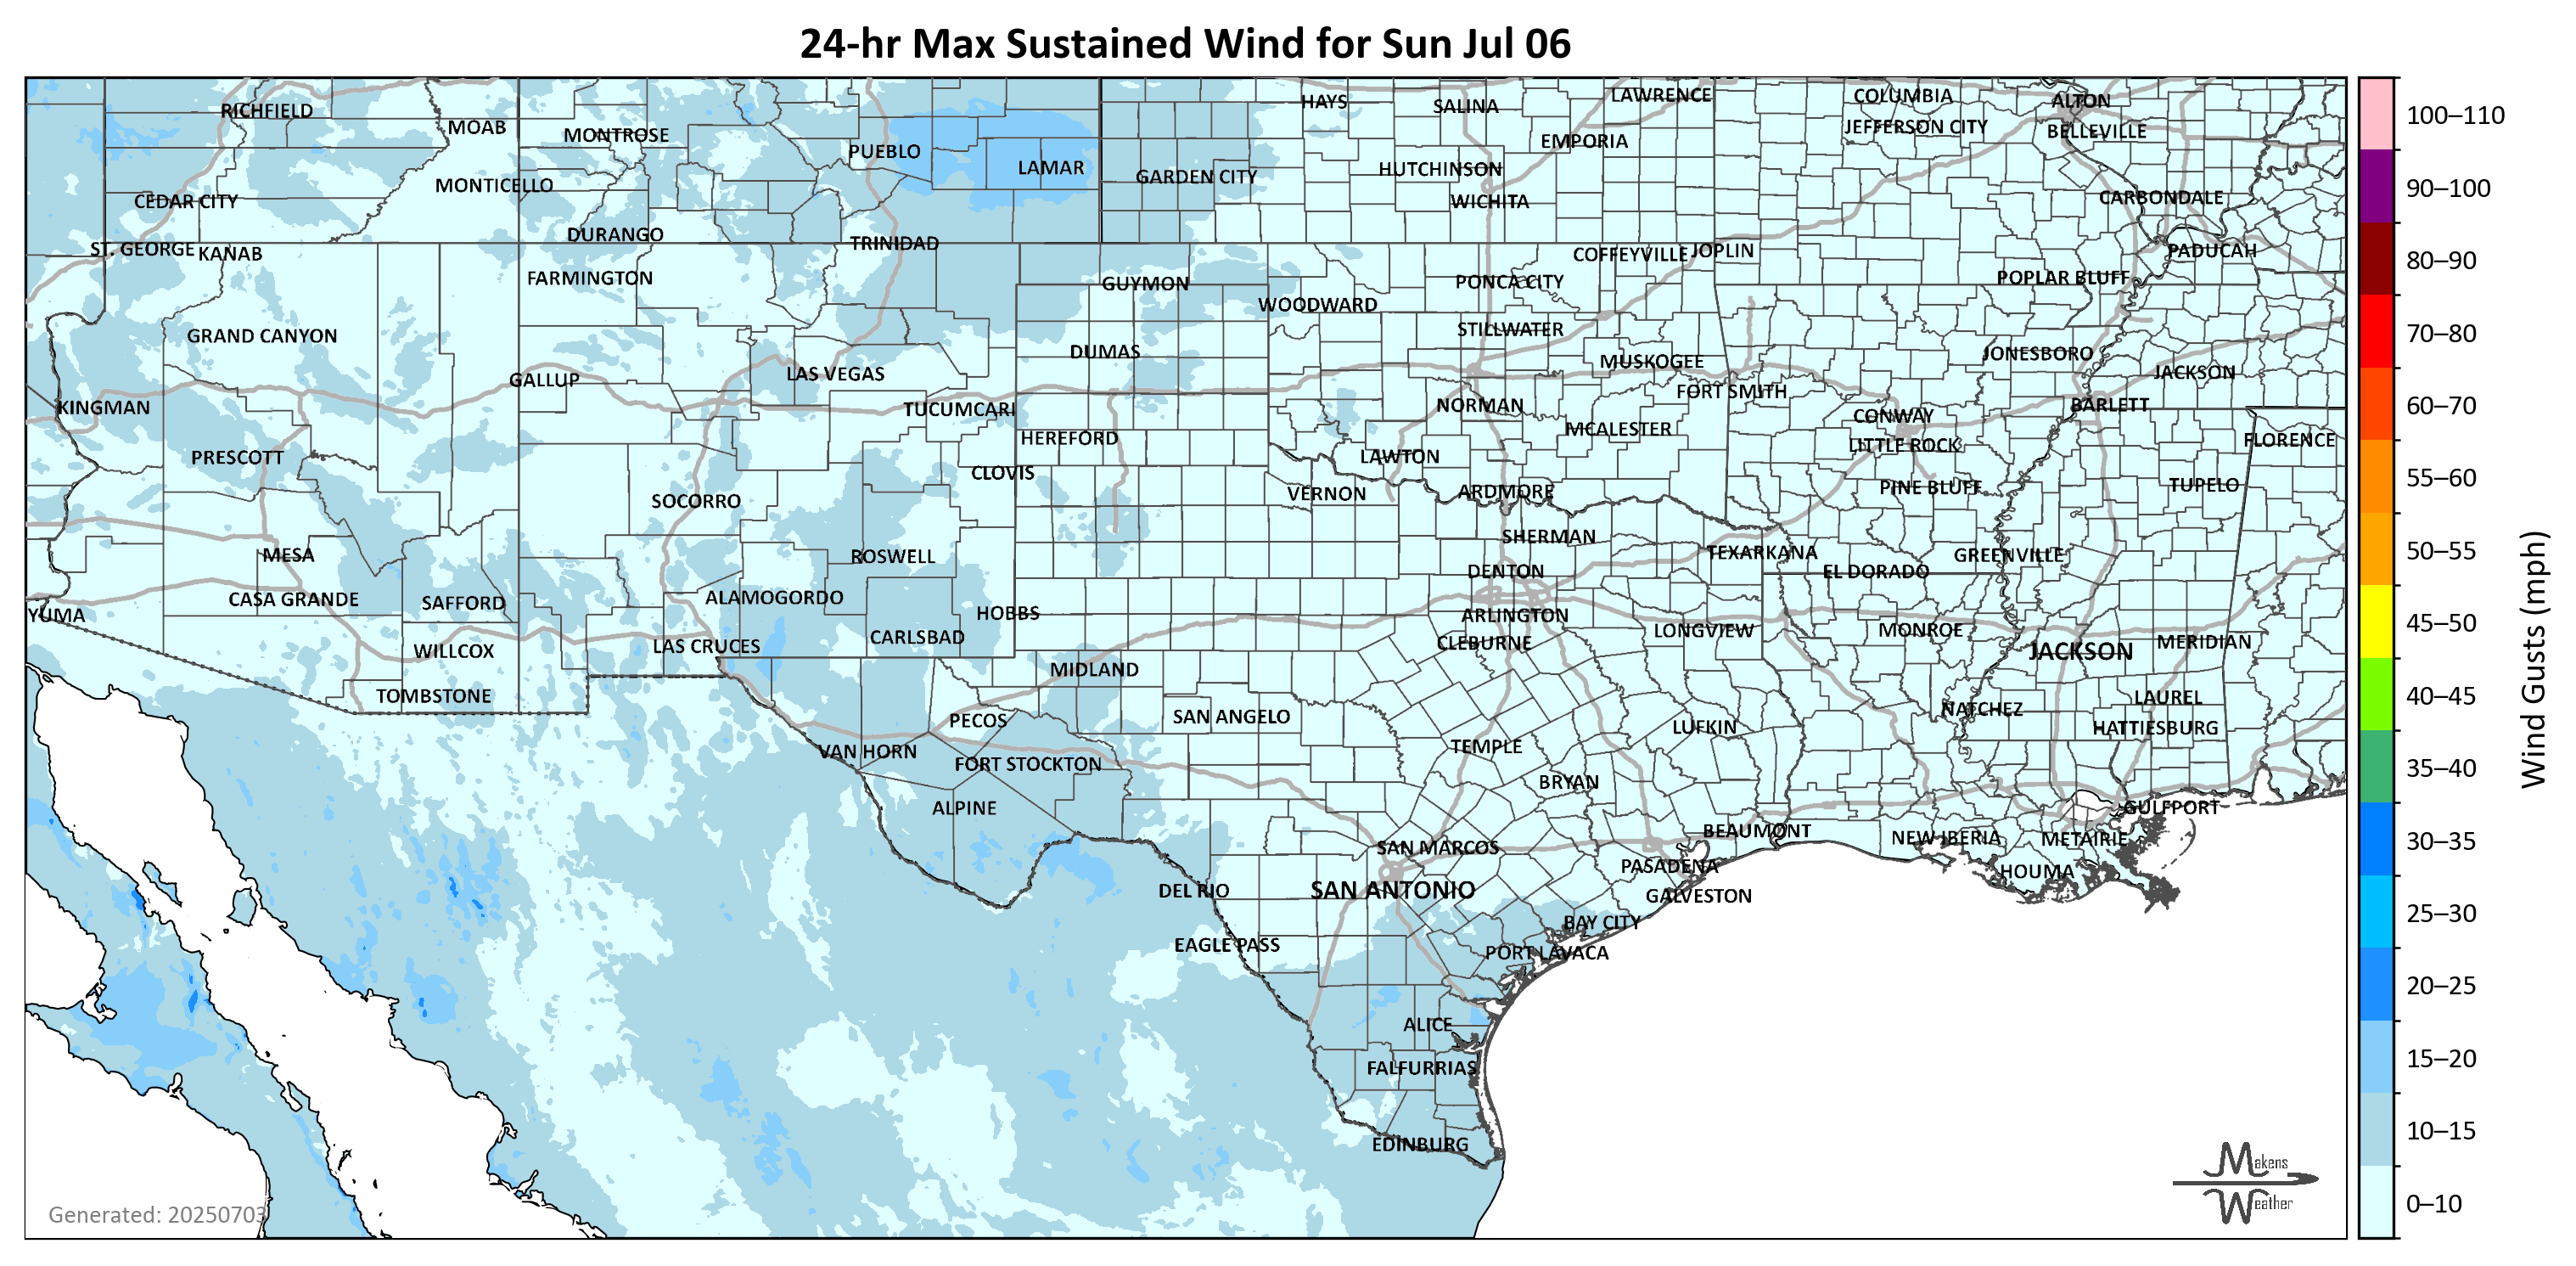 24-hr Max Sustained Wind for Sun Jul 06
RICHFIELD
MOAB
MONTROSE
PUEBLO
LAMAR
GARDEN CITY
HAYS
SALINA
LAWRENCE
EMPORIA
HUTCHINSON
WICHITA
COLUMBIA
JEFFERSON CITY
ALTON
BELLEVILLE
CARBONDALE
MONTICELLO
CEDAR CITY
DURANGO
TRINIDAD
ST. GEORGE
KANAB
FARMINGTON
GUYMON
WOODWARD
PONCA CITY
COFFEYVILLE
JOPLIN
PADUCAH
POPLAR BLUFF
GRAND CANYON
STILLWATER
DUMAS
MUSKOGEE
JONESBORO
JACKSON
GALLUP
LAS VEGAS
FORT SMITH
KINGMAN
TUCUMCARI
NORMAN
CONWAY
BARLETT
HEREFORD
MCALESTER
LITTLE ROCK
FLORENCE
PRESCOTT
CLOVIS
LAWTON
SOCORRO
VERNON
ARDMORE
PINE BLUFF
TUPELO
MESA
ROSWELL
SHERMAN
TEXARKANA
GREENVILLE
DENTON
EL DORADO
CASA GRANDE
SAFFORD
ALAMOGORDO
YUMA
HOBBS
ARLINGTON
CARLSBAD
CLEBURNE
LONGVIEW
MONROE
WILLCOX
LAS CRUCES
JACKSON
MERIDIAN
MIDLAND
TOMBSTONE
LAUREL
PECOS
SAN ANGELO
NATCHEZ
LUFKIN
HATTIESBURG
VAN HORN
FORT STOCKTON
TEMPLE
BRYAN
ALPINE
GULFPORT
BEAUMONT
NEW IBERIA
METAIRIE
SAN MARCOS
PASADENA
HOUMA
DEL RIO
SAN ANTONIO
GALVESTON
BAY CITY
EAGLE PASS
PORT LAVACA
ALICE
FALFURRIAS
EDINBURG
Generated: 20250703
Makens
Weather
100–110
90–100
80–90
70–80
60–70
55–60
50–55
45–50
40–45
35–40
30–35
25–30
20–25
15–20
10–15
0–10
Wind Gusts (mph)